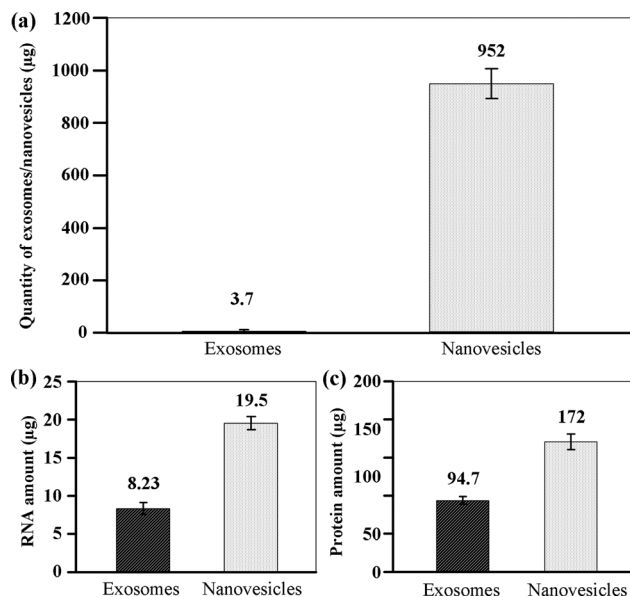 (a)
Quantity of exosomes/nanovesicles (μg)
1200
1000
800
600
400
200
0
3.7
952
Exosomes
Nanovesicles
(b)
RNA amount (μg)
25
20
15
10
5
0
8.23
19.5
Exosomes
Nanovesicles
(c)
Protein amount (μg)
200
150
100
50
0
94.7
172
Exosomes
Nanovesicles